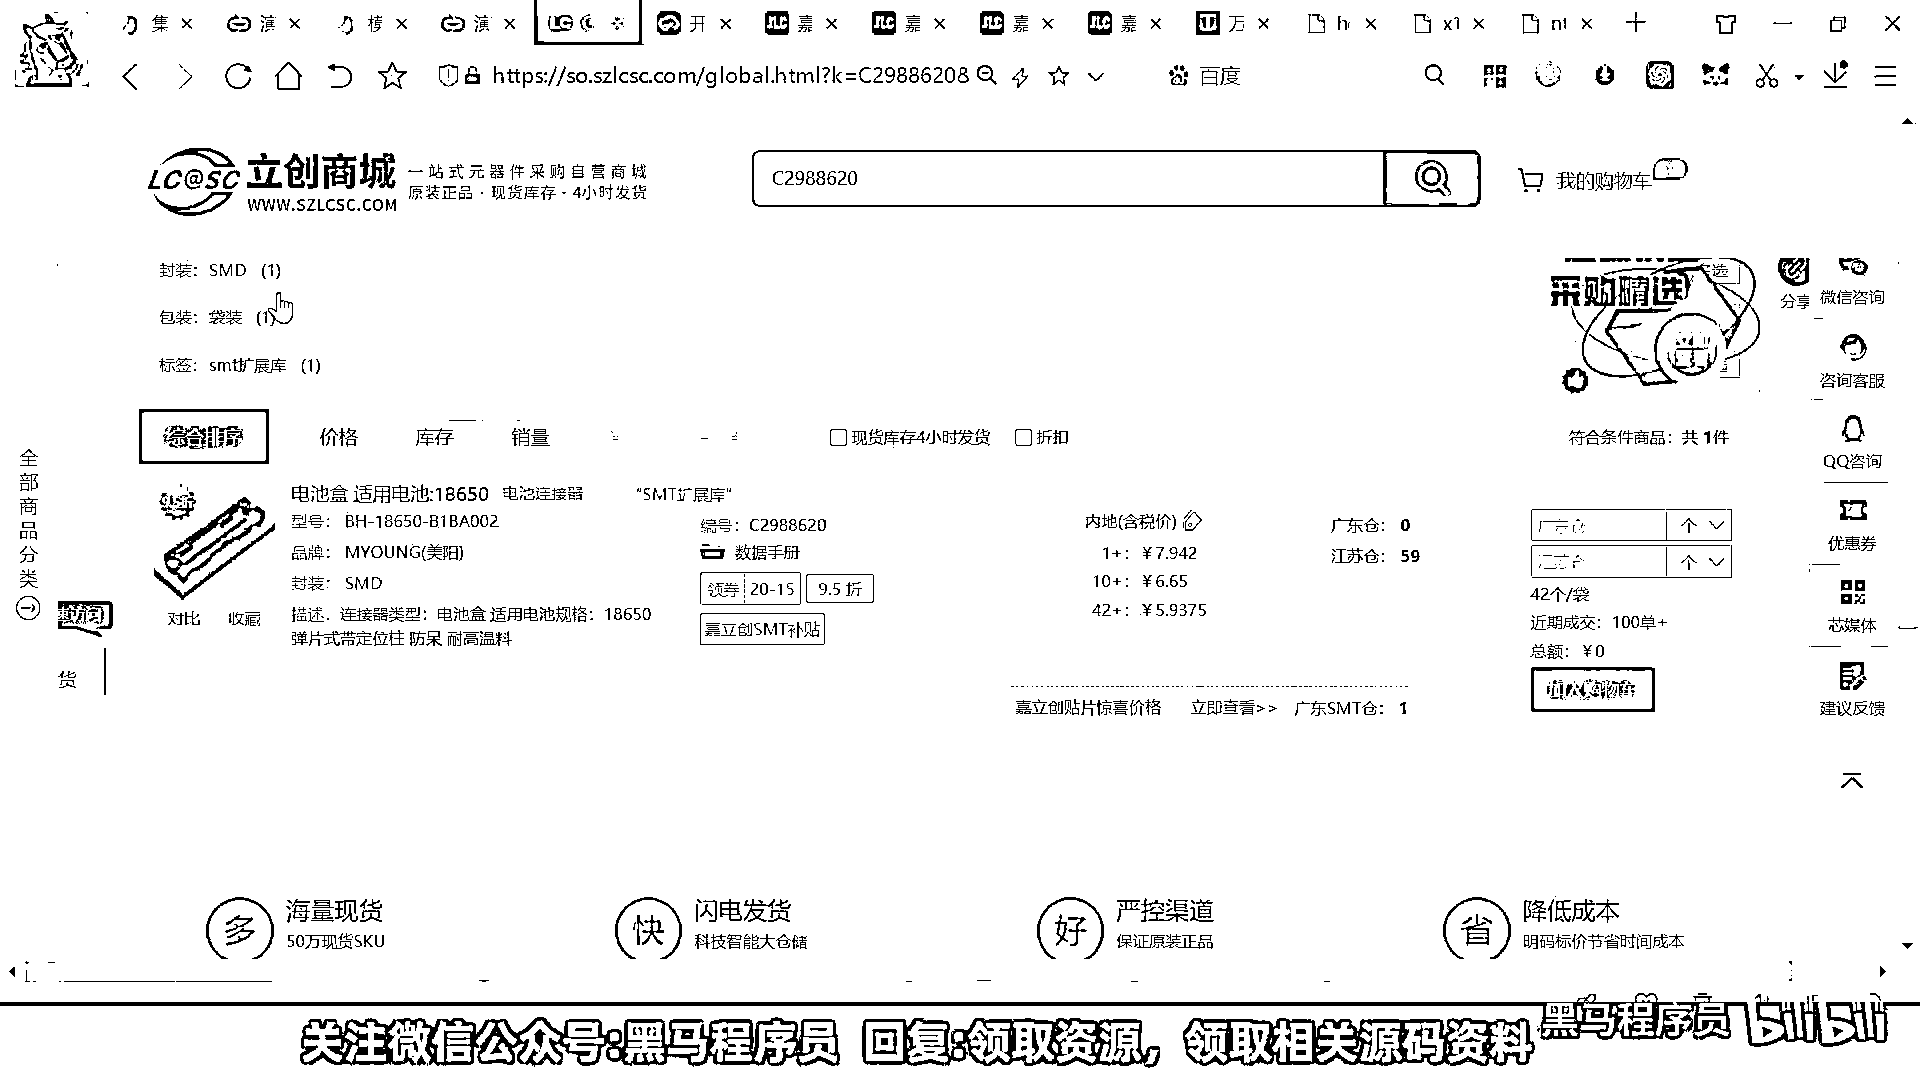 集 演 榜 演 开 嘉 嘉 嘉 嘉 万 x1
https://so.szlcsc.com/global.html?k=C29886208
百度
LC@SC 立创商城
WWW.SZLCSC.COM
一站式元器件采购自营商城
原装正品·现货库存·4小时发货
C2988620
我的购物车
封装：SMD (1)
包装：袋装 (1)
标签：smt扩展库 (1)
采购精选
分享
微信咨询
咨询客服
QQ咨询
优惠券
芯媒体
建议反馈
全部商品分类
货
综合排序 价格 库存 销量 现货库存4小时发货 折扣 符合条件商品：共 1件
电池盒 适用电池:18650 电池连接器 "SMT扩展库"
型号：BH-18650-B1BA002
品牌：MYOUNG(美阳)
封装：SMD
描述：连接器类型：电池盒 适用电池规格：18650
弹片式带定位柱 防呆 耐高温料
对比 收藏
编号：C2988620
数据手册
领券 20-15 9.5 折
嘉立创SMT补贴
内地(含税价)
1+：￥7.942
10+：￥6.65
42+：￥5.9375
广东仓：0
江苏仓：59
广东仓 个
江苏仓 个
42个/袋
近期成交：100单+
总额：￥0
加入购物车
嘉立创贴片惊喜价格 立即查看>> 广东SMT仓：1
多 海量现货
50万现货SKU
快 闪电发货
科技智能大仓储
好 严控渠道
保证原装正品
省 降低成本
明码标价节省时间成本
关注微信公众号:黑马程序员 回复:领取资源，领取相关源码资料
黑马程序员 bilibili